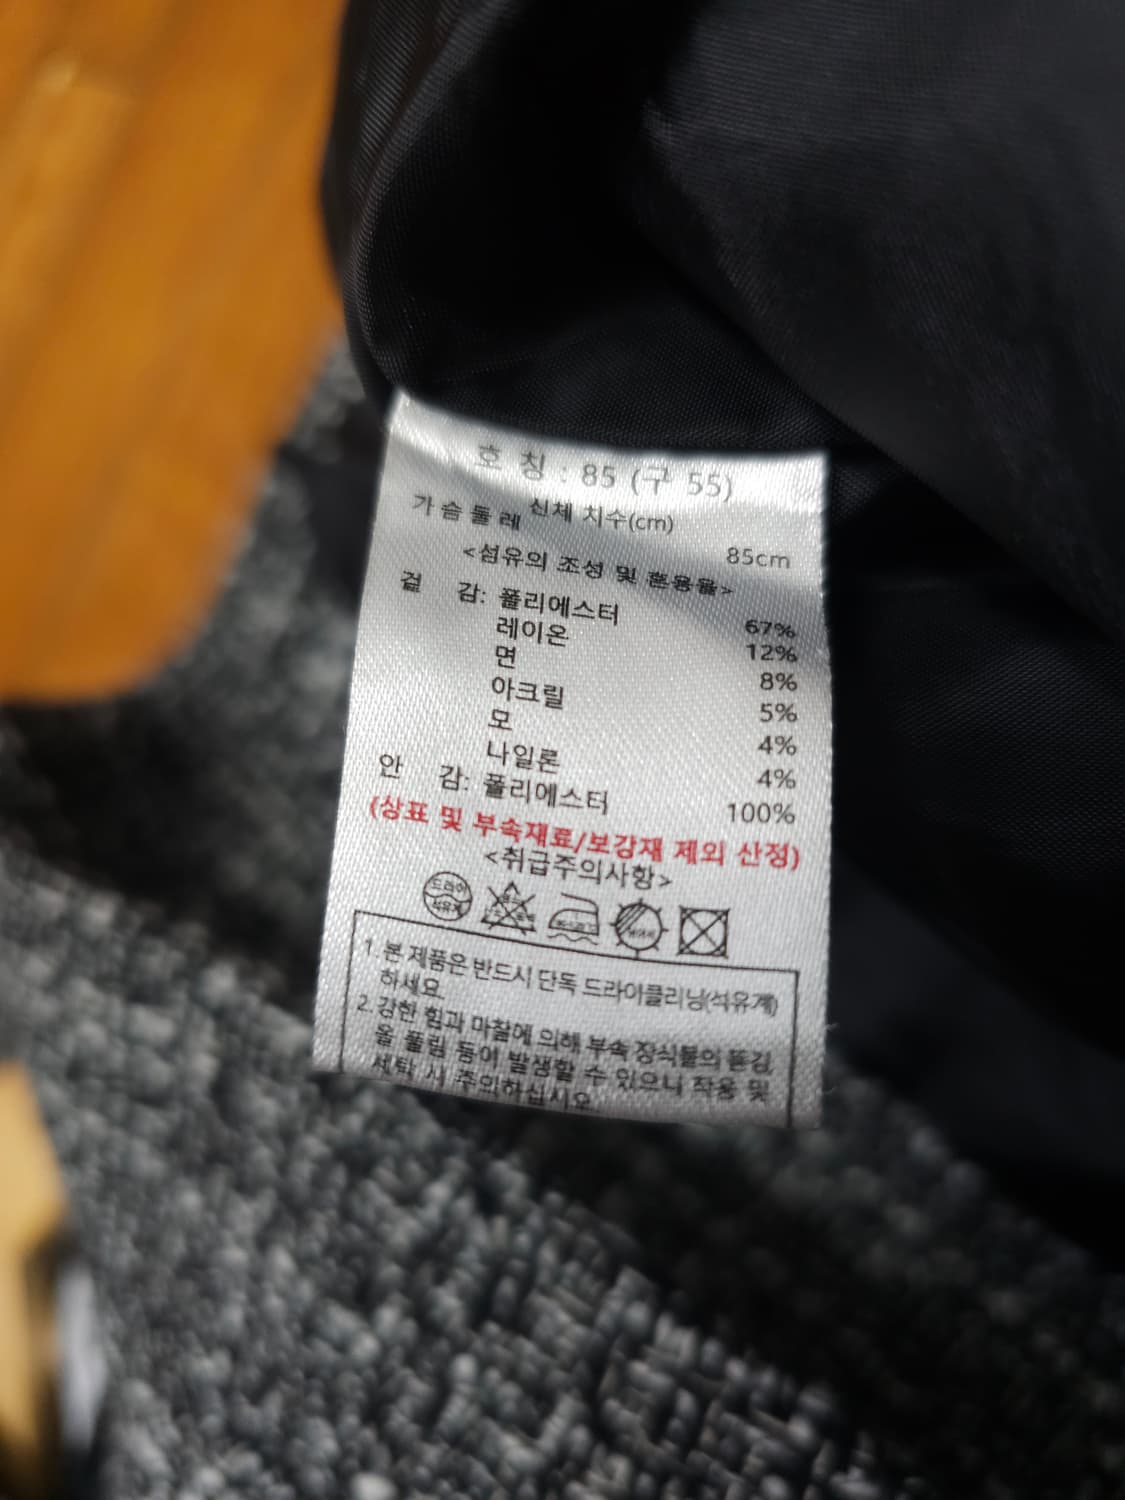 호 칭 : 85 (구 55)
신체 치수(cm)
가슴둘레 85cm
<섬유의 조성 및 혼용율>
겉 감: 폴리에스터 67%
레이온 12%
면 8%
아크릴 5%
모 4%
나일론 4%
안 감: 폴리에스터 100%
(상표 및 부속재료/보강재 제외 산정)
<취급주의사항>
드라이
석유계
1. 본 제품은 반드시 단독 드라이클리닝(석유계)
하세요.
2. 강한 힘과 마찰에 의해 부속 장식물의 뜯김,
올 풀림 등이 발생할 수 있으니 착용 및
세탁 시 주의하십시오.